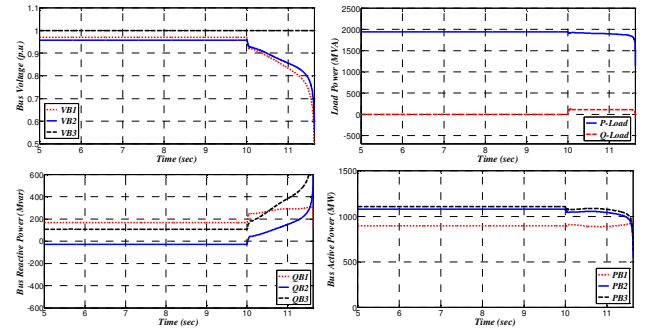 Bus Voltage (p.u)
1.1
1
0.9
0.8
0.7
0.6
0.5
VB1
VB2
VB3
5 6 7 8 9 10 11
Time (sec)
Load Power (MVA)
2500
2000
1500
1000
500
0
-500
P-Load
Q-Load
5 6 7 8 9 10 11
Time (sec)
Bus Reactive Power (Mvar)
600
400
200
0
-200
-400
-600
QB1
QB2
QB3
5 6 7 8 9 10 11
Time (sec)
Bus Active Power (MW)
1500
1000
500
0
PB1
PB2
PB3
5 6 7 8 9 10 11
Time (sec)